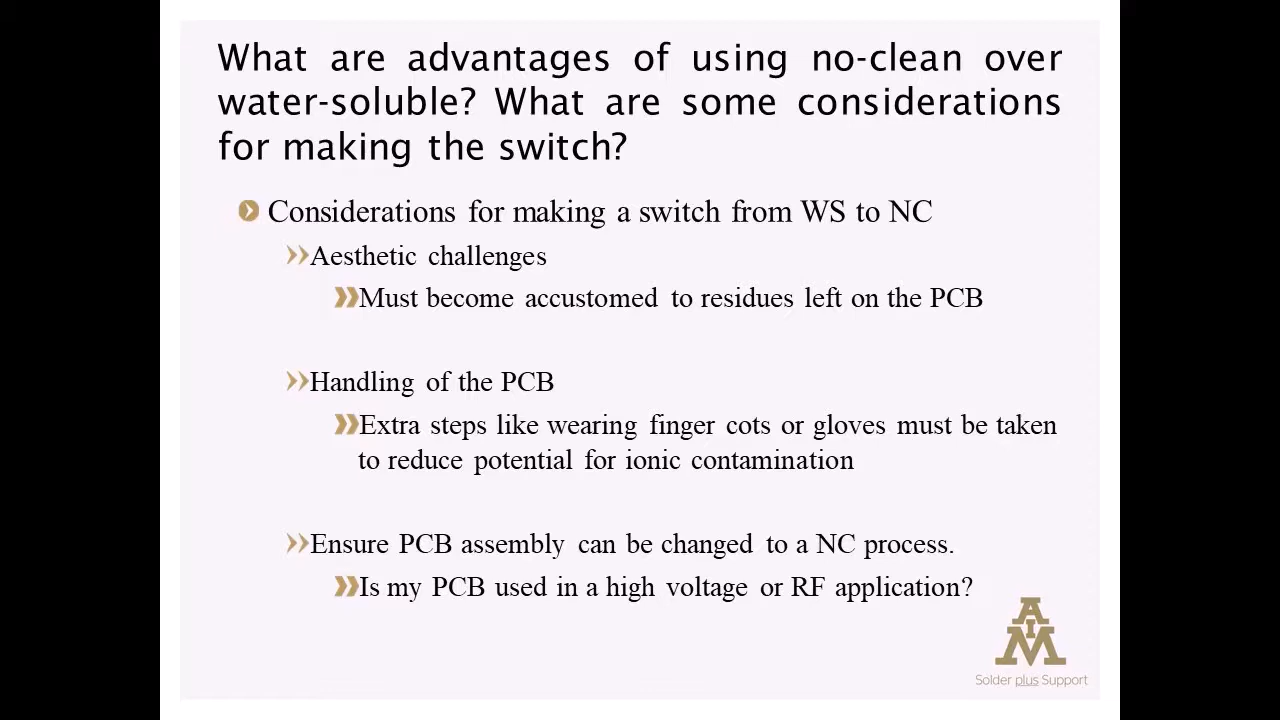 What are advantages of using no-clean over
water-soluble? What are some considerations
for making the switch?
Considerations for making a switch from WS to NC
Aesthetic challenges
Must become accustomed to residues left on the PCB
Handling of the PCB
Extra steps like wearing finger cots or gloves must be taken
to reduce potential for ionic contamination
Ensure PCB assembly can be changed to a NC process.
Is my PCB used in a high voltage or RF application?
AIM
Solder plus Support